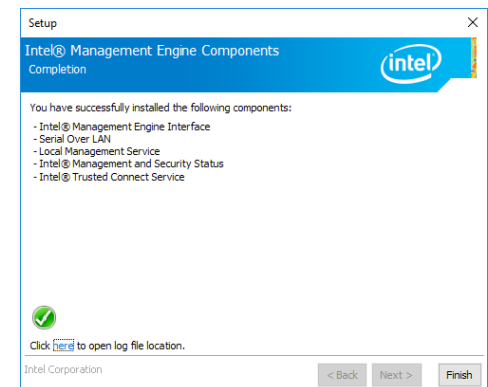 Setup
Intel® Management Engine Components
Completion
intel
You have successfully installed the following components:
- Intel® Management Engine Interface
- Serial Over LAN
- Local Management Service
- Intel® Management and Security Status
- Intel® Trusted Connect Service
Click here to open log file location.
Intel Corporation
< Back Next > Finish